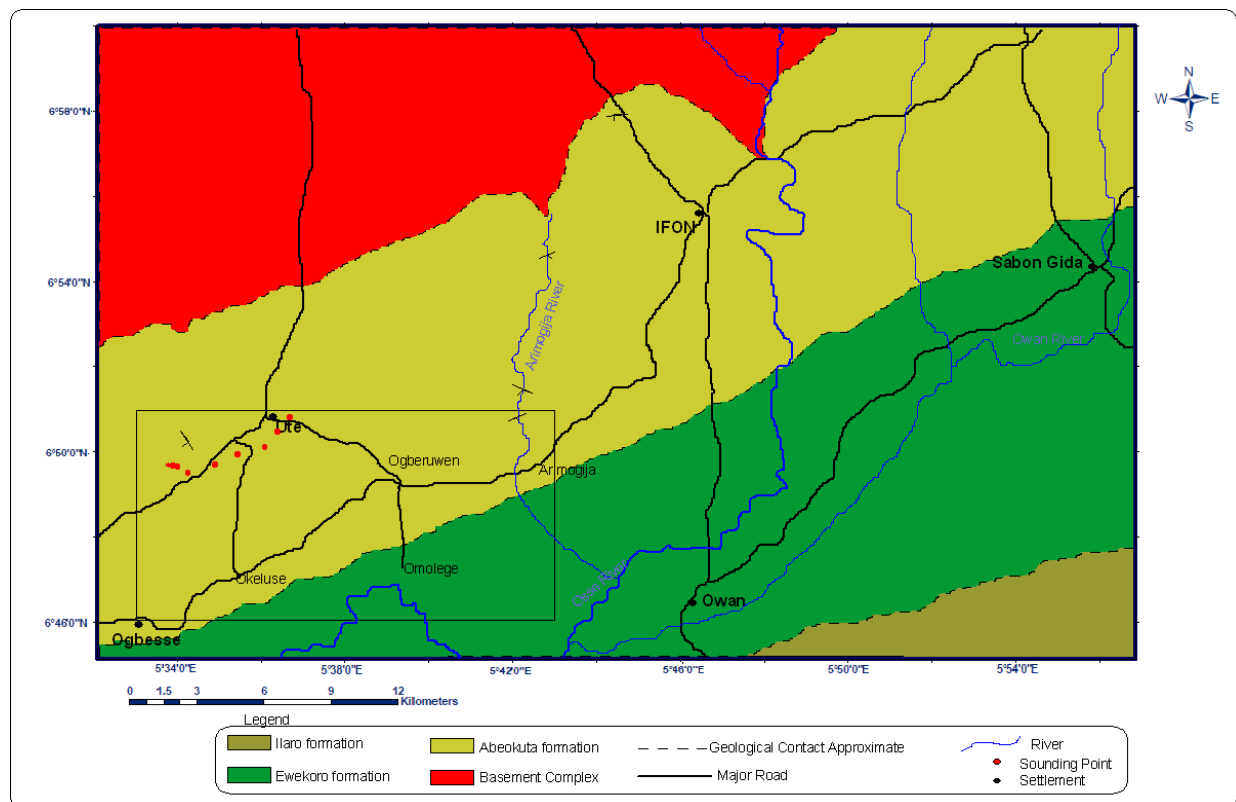 N
W E
S
6°58'0"N
IFON
Sabon Gida
6°54'0"N
Arimogija River
Owan River
Ute
6°50'0"N
Ogberuwen
Arimogija
Okeluse
Omolege
Osse River
Owan
6°46'0"N
Ogbesse
5°34'0"E 5°38'0"E 5°42'0"E 5°46'0"E 5°50'0"E 5°54'0"E
0 1.5 3 6 9 12
Kilometers
Legend
Ilaro formation Abeokuta formation Geological Contact Approximate River
Sounding Point
Ewekoro formation Basement Complex Major Road Settlement